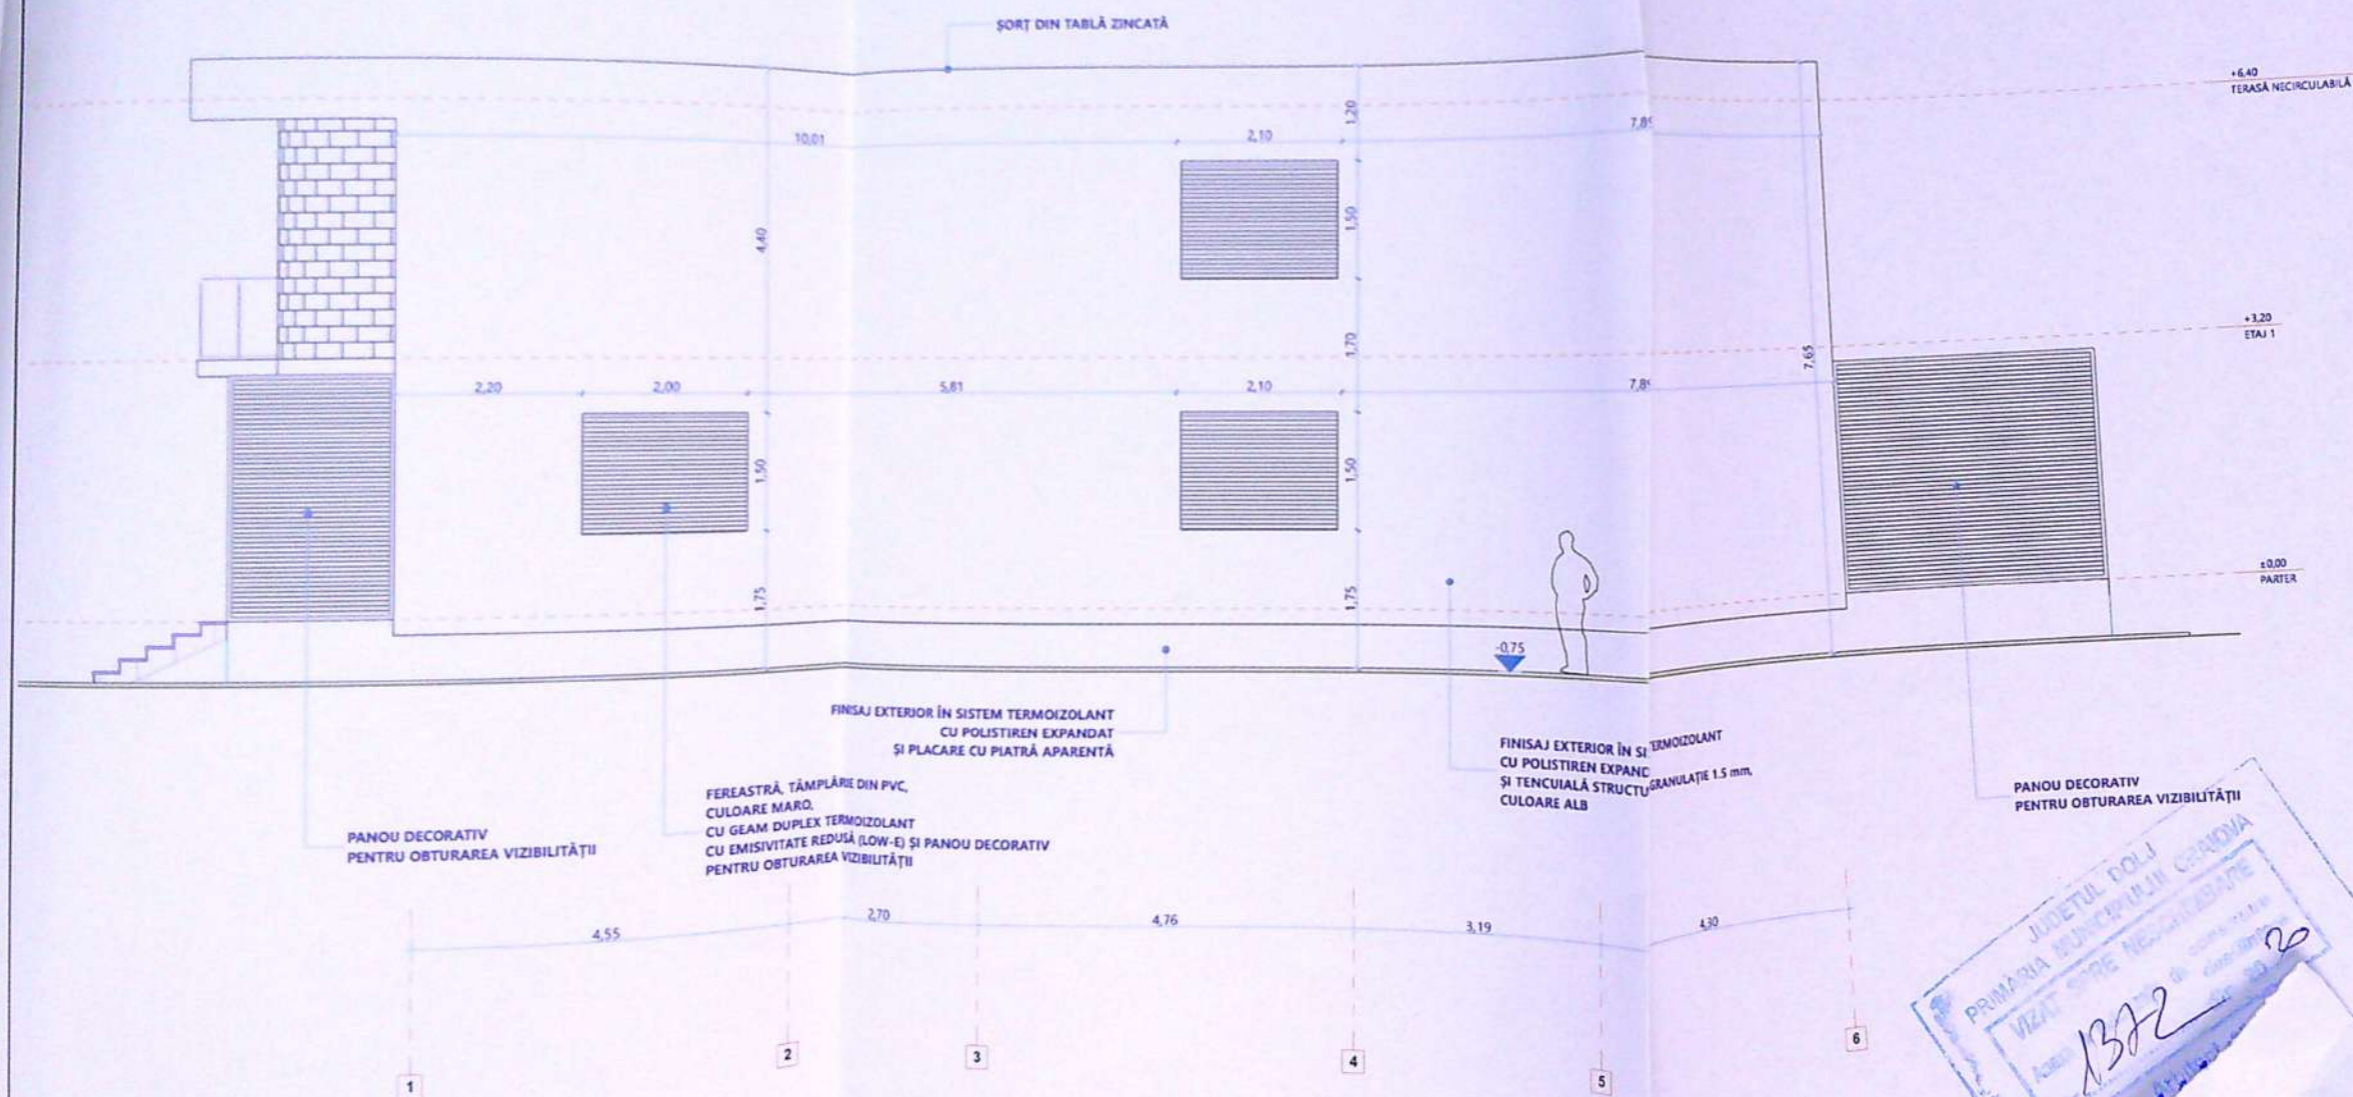 ȘORȚ DIN TABLĂ ZINCATĂ
+6,40
TERASĂ NECIRCULABILĂ
1,20
10,01
2,10
7,8
4,40
1,50
+3,20
ETAJ 1
1,70
7,65
2,20
2,00
5,81
2,10
7,8
1,50
1,50
±0,00
PARTER
1,75
1,75
-0,75
FINISAJ EXTERIOR ÎN SISTEM TERMOIZOLANT
CU POLISTIREN EXPANDAT
ȘI PLACARE CU PIATRĂ APARENTĂ
FINISAJ EXTERIOR ÎN SI TERMOIZOLANT
CU POLISTIREN EXPAND
ȘI TENCUIALĂ STRUCTU GRANULAȚIE 1.5 mm,
CULOARE ALB
FEREASTRĂ, TÂMPLĂRIE DIN PVC,
CULOARE MARO,
CU GEAM DUPLEX TERMOIZOLANT
CU EMISIVITATE REDUSĂ (LOW-E) ȘI PANOU DECORATIV
PENTRU OBTURAREA VIZIBILITĂȚII
PANOU DECORATIV
PENTRU OBTURAREA VIZIBILITĂȚII
PANOU DECORATIV
PENTRU OBTURAREA VIZIBILITĂȚII
4,55
2,70
4,76
3,19
4,30
1
2
3
4
5
6
JUDEȚUL DOLJ
PRIMĂRIA MUNICIPIULUI CRAIOVA
VIZAT SPRE NESCHIMBARE
20 20
1372